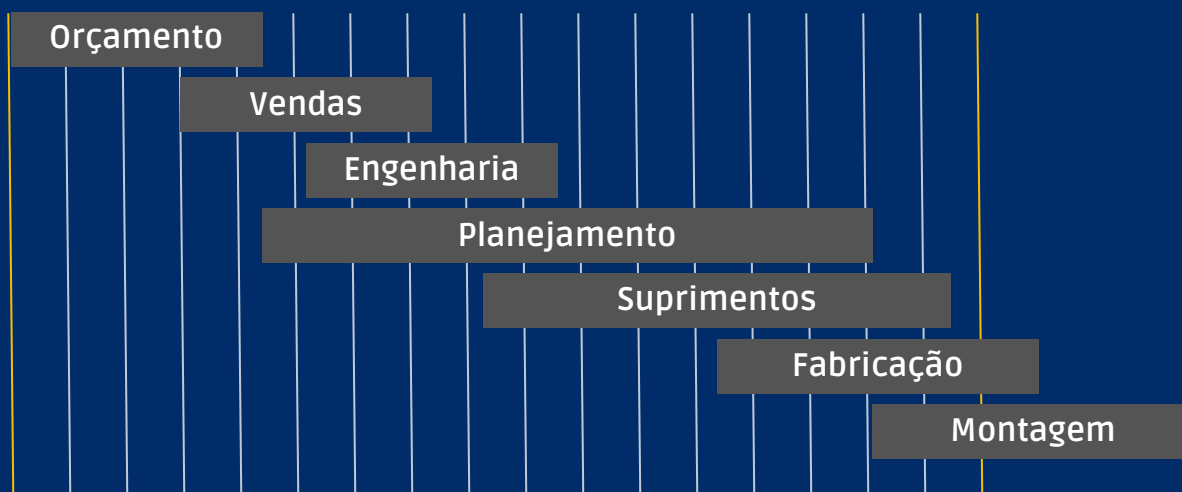 Orçamento
Vendas
Engenharia
Planejamento
Suprimentos
Fabricação
Montagem